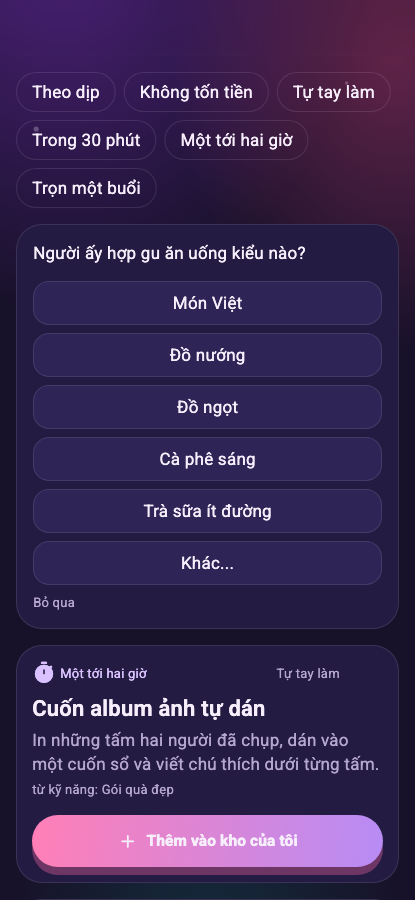 Theo dịp
Không tốn tiền
Tự tay làm
Trong 30 phút
Một tới hai giờ
Trọn một buổi
Người ấy hợp gu ăn uống kiểu nào?
Món Việt
Đồ nướng
Đồ ngọt
Cà phê sáng
Trà sữa ít đường
Khác...
Bỏ qua
Một tới hai giờ
Tự tay làm
Cuốn album ảnh tự dán
In những tấm hai người đã chụp, dán vào
một cuốn sổ và viết chú thích dưới từng tấm.
từ kỹ năng: Gói quà đẹp
Thêm vào kho của tôi